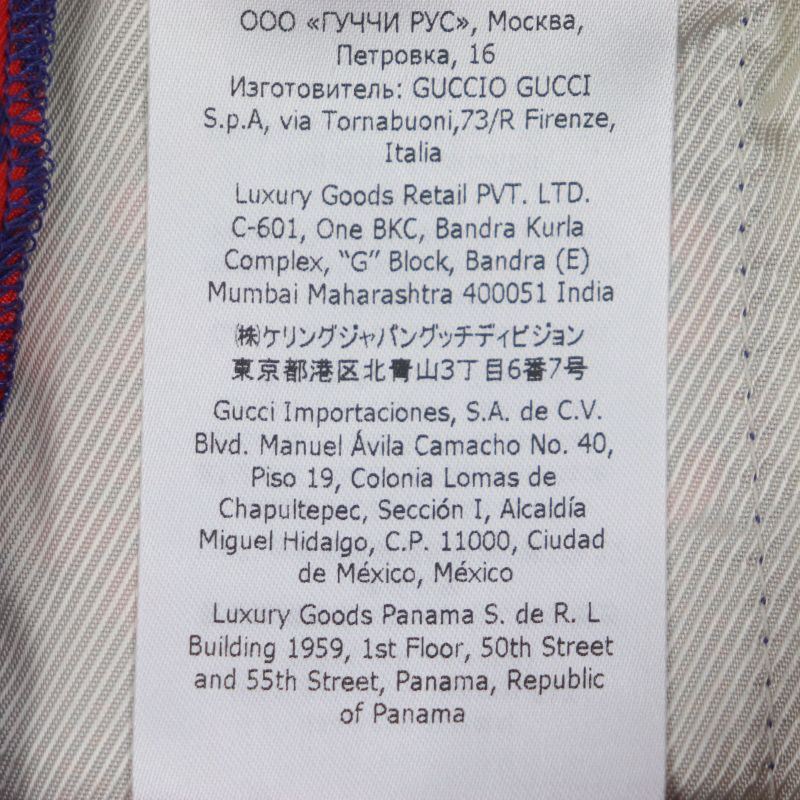 ООО «ГУЧЧИ РУС», Москва,
Петровка, 16
Изготовитель: GUCCIO GUCCI
S.p.A, via Tornabuoni,73/R Firenze,
Italia
Luxury Goods Retail PVT. LTD.
C-601, One BKC, Bandra Kurla
Complex, “G” Block, Bandra (E)
Mumbai Maharashtra 400051 India
㈱ケリングジャパングッチディビジョン
東京都港区北青山3丁目6番7号
Gucci Importaciones, S.A. de C.V.
Blvd. Manuel Ávila Camacho No. 40,
Piso 19, Colonia Lomas de
Chapultepec, Sección I, Alcaldía
Miguel Hidalgo, C.P. 11000, Ciudad
de México, México
Luxury Goods Panama S. de R. L
Building 1959, 1st Floor, 50th Street
and 55th Street, Panama, Republic
of Panama